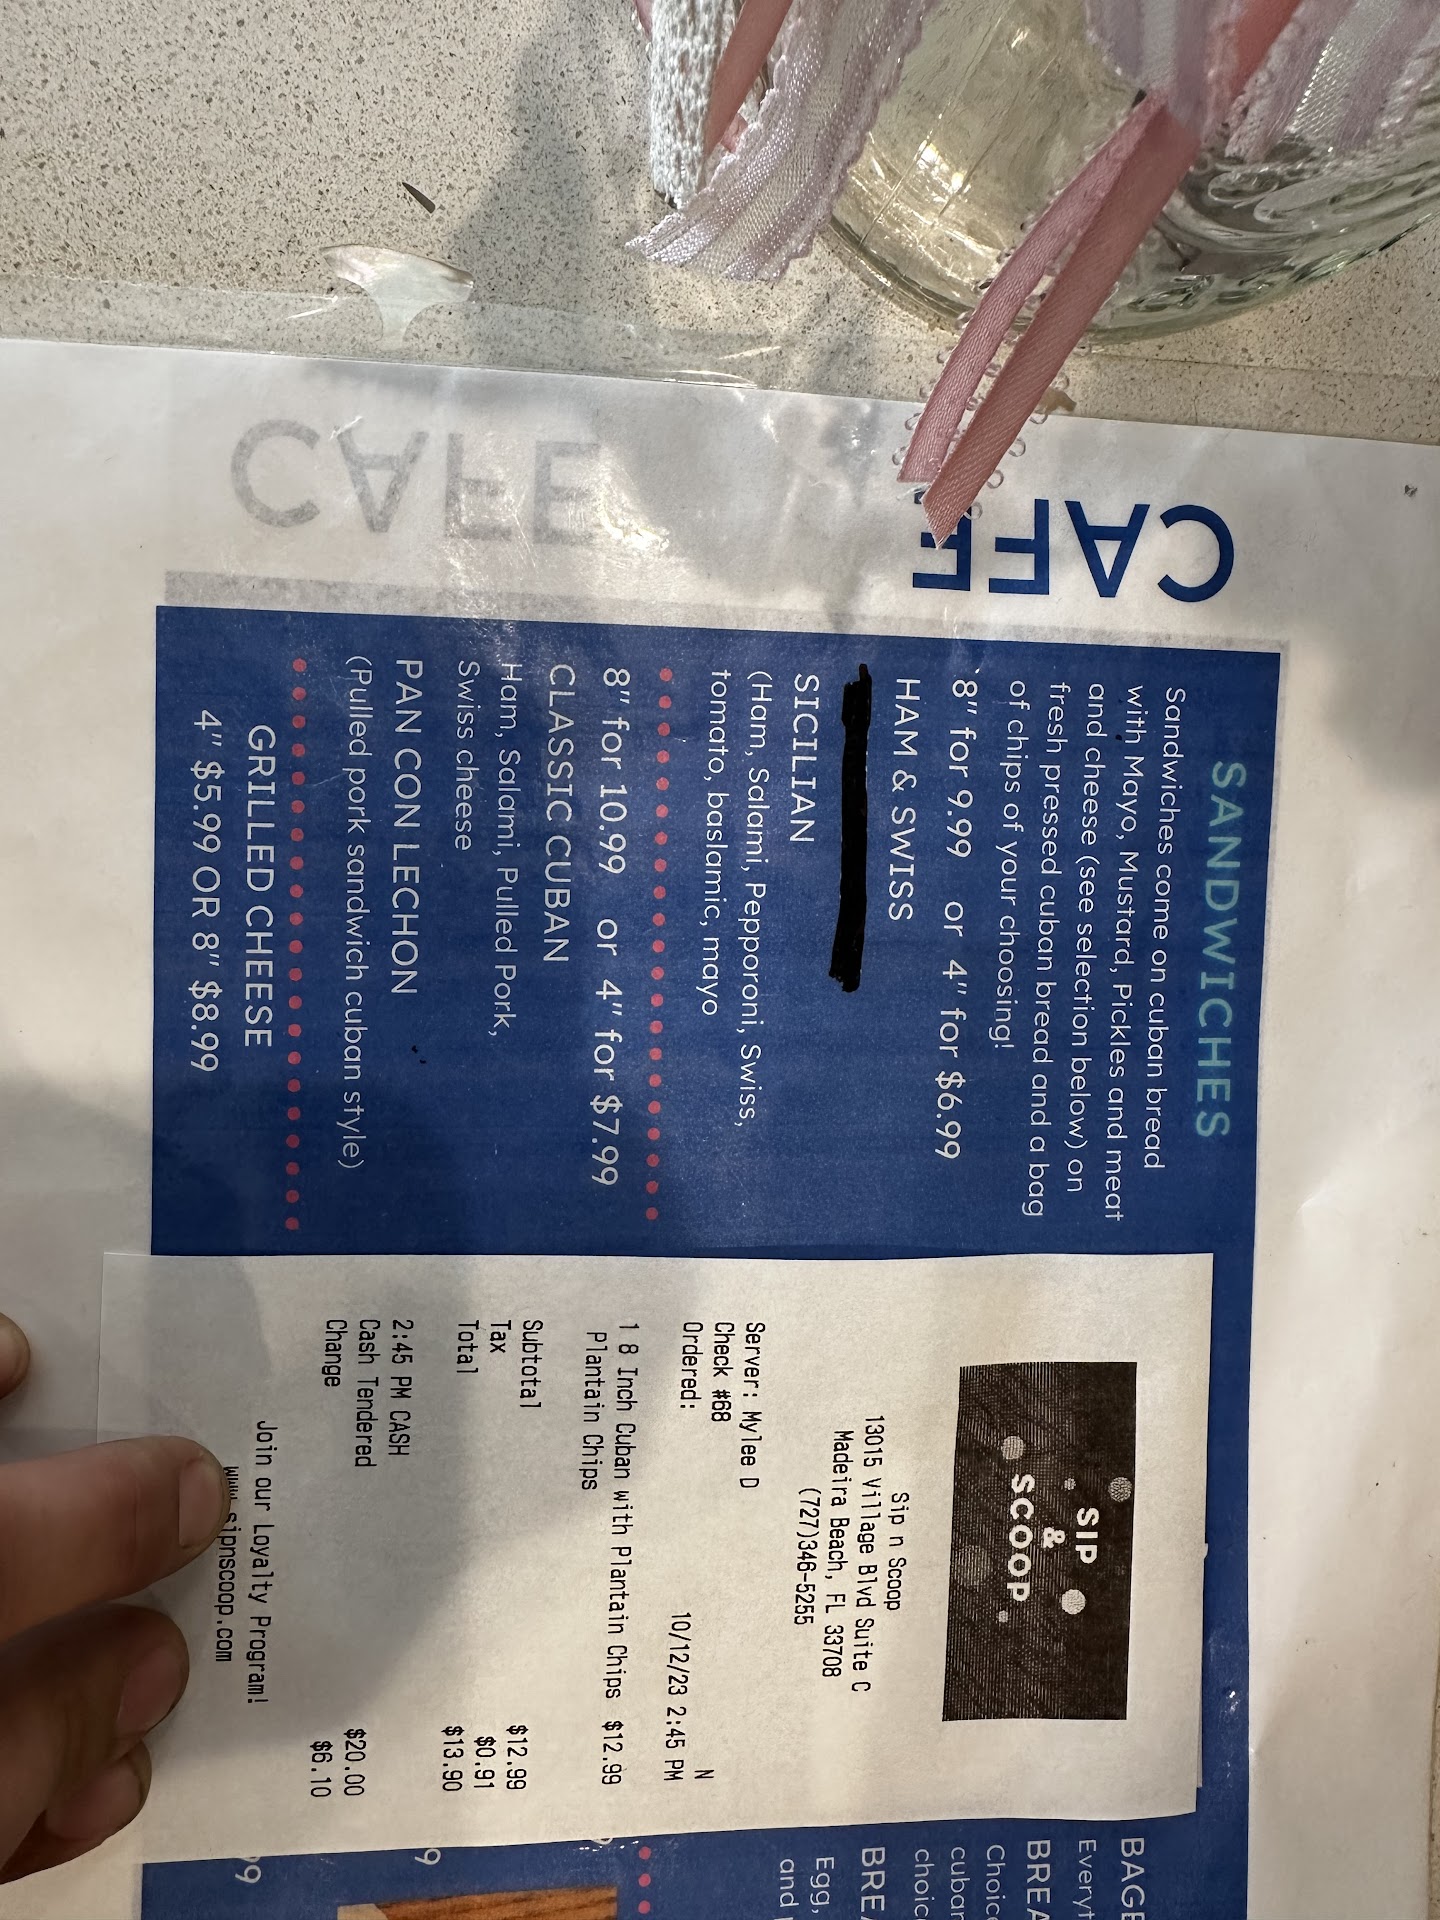 CAFE
CAFE
SANDWICHES
Sandwiches come on cuban bread
with Mayo, Mustard, Pickles and meat
and cheese (see selection below) on
fresh pressed cuban bread and a bag
of chips of your choosing!
8" for 9.99 or 4" for $6.99
HAM & SWISS
SICILIAN
(Ham, Salami, Pepporoni, Swiss,
tomato, baslamic, mayo
8" for 10.99 or 4" for $7.99
CLASSIC CUBAN
Ham, Salami, Pulled Pork,
Swiss cheese
PAN CON LECHON
(Pulled pork sandwich cuban style)
GRILLED CHEESE
4" $5.99 OR 8" $8.99
SIP
&
SCOOP
Sip n Scoop
13015 Village Blvd Suite C
Madeira Beach, FL 33708
(727)346-5255
N
Server: Mylee D
Check #68
Ordered: 10/12/23 2:45 PM
1 8 Inch Cuban with Plantain Chips $12.99
Plantain Chips
Subtotal $12.99
Tax $0.91
Total $13.90
2:45 PM CASH
Cash Tendered $20.00
Change $6.10
Join our Loyalty Program!
www.sipnscoop.com
BAGE
Everyt
BREA
Choic
cuban
choic
BREA
Egg,
and
9
99